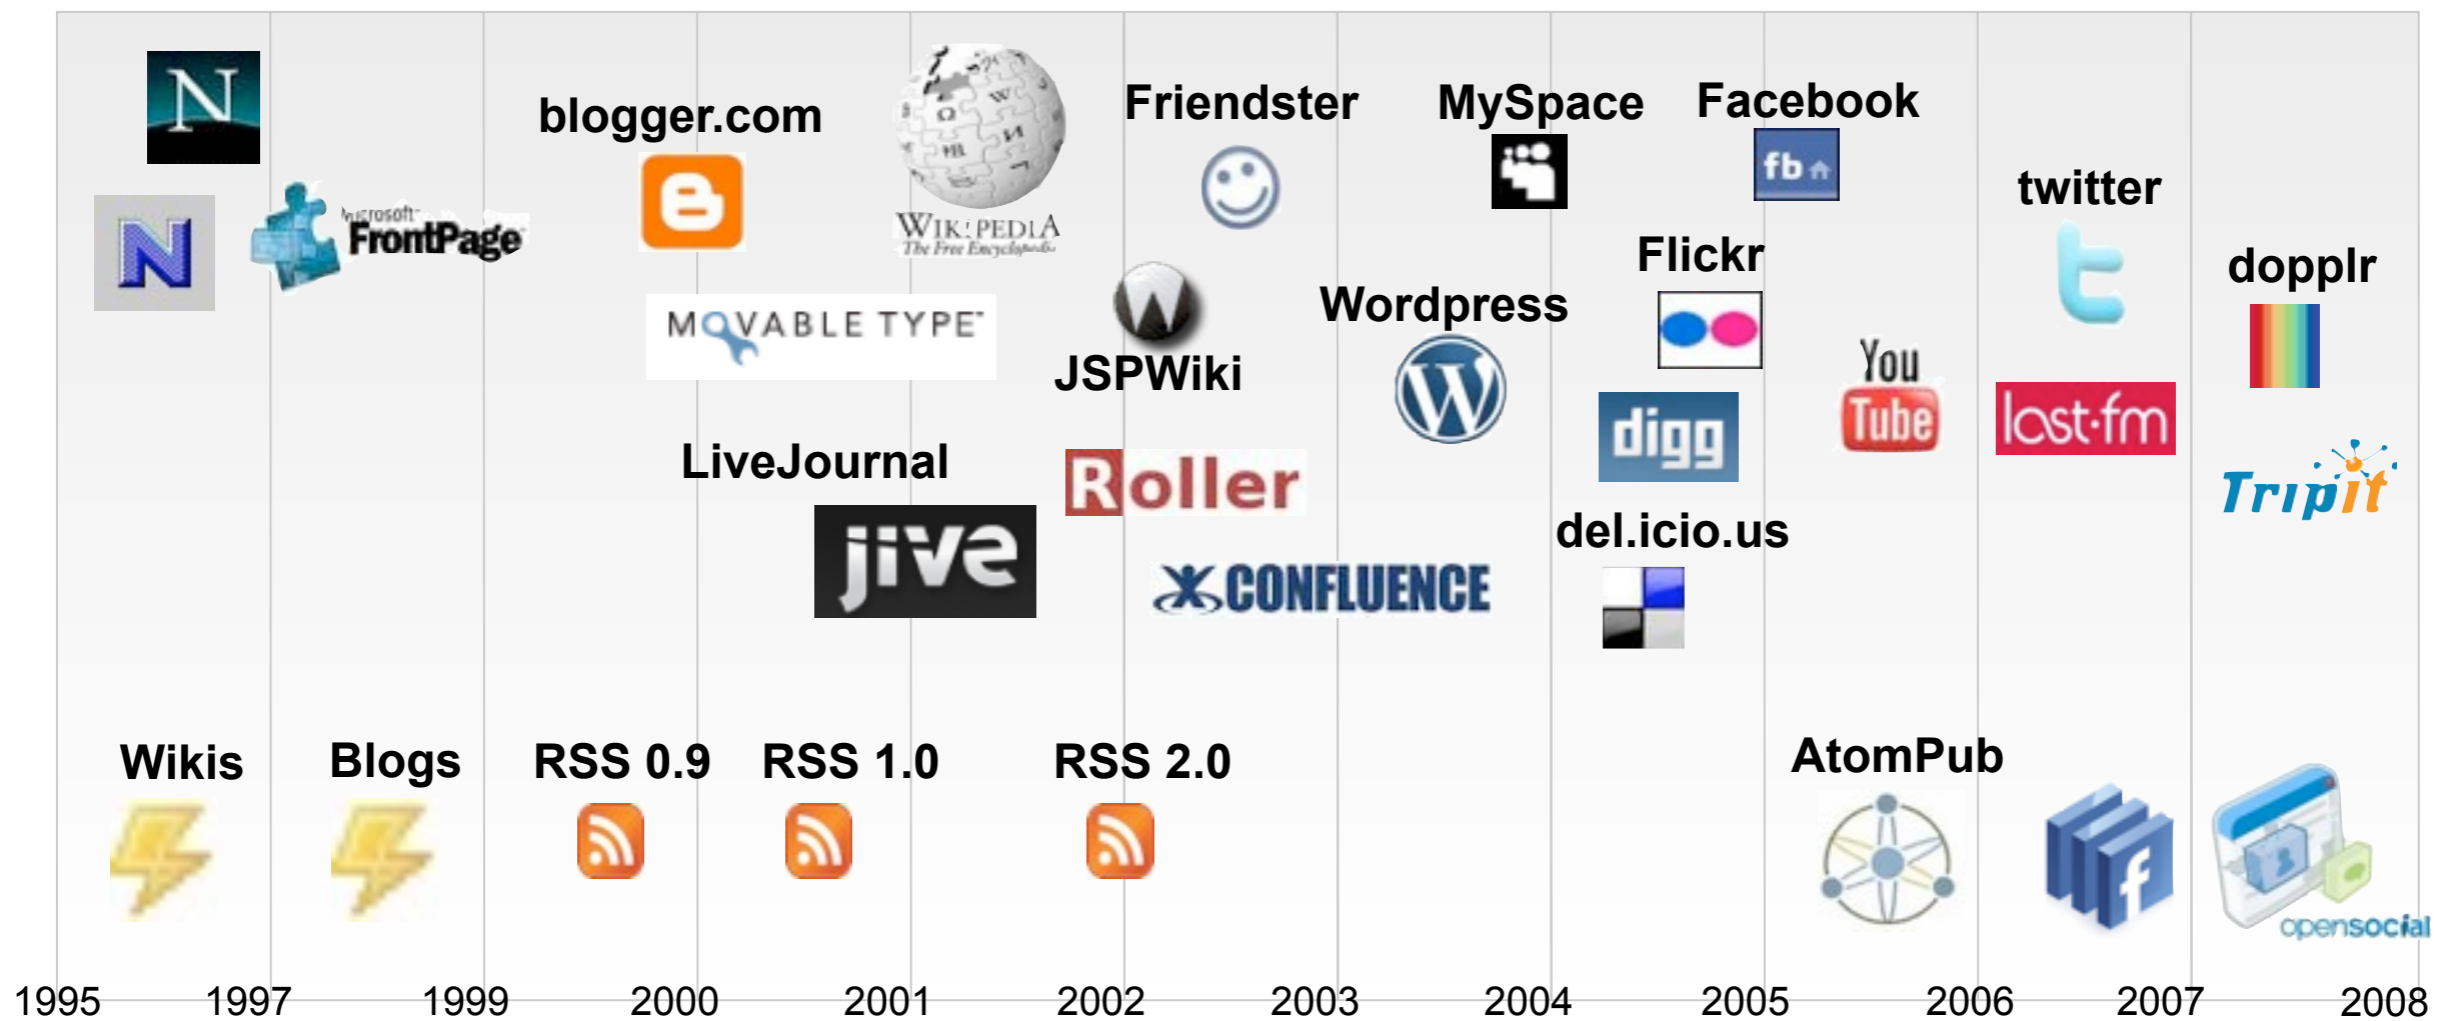 N
N
Microsoft
FrontPage
blogger.com
MOVABLE TYPE™
LiveJournal
jive
WIKIPEDIA
The Free Encyclopedia
JSPWiki
Roller
CONFLUENCE
Friendster
Wordpress
W
MySpace
Flickr
digg
del.icio.us
Facebook
fb
You
Tube
twitter
t
last.fm
dopplr
Tripit
Wikis
Blogs
RSS 0.9
RSS 1.0
RSS 2.0
AtomPub
f
opensocial
1995 1997 1999 2000 2001 2002 2003 2004 2005 2006 2007 2008